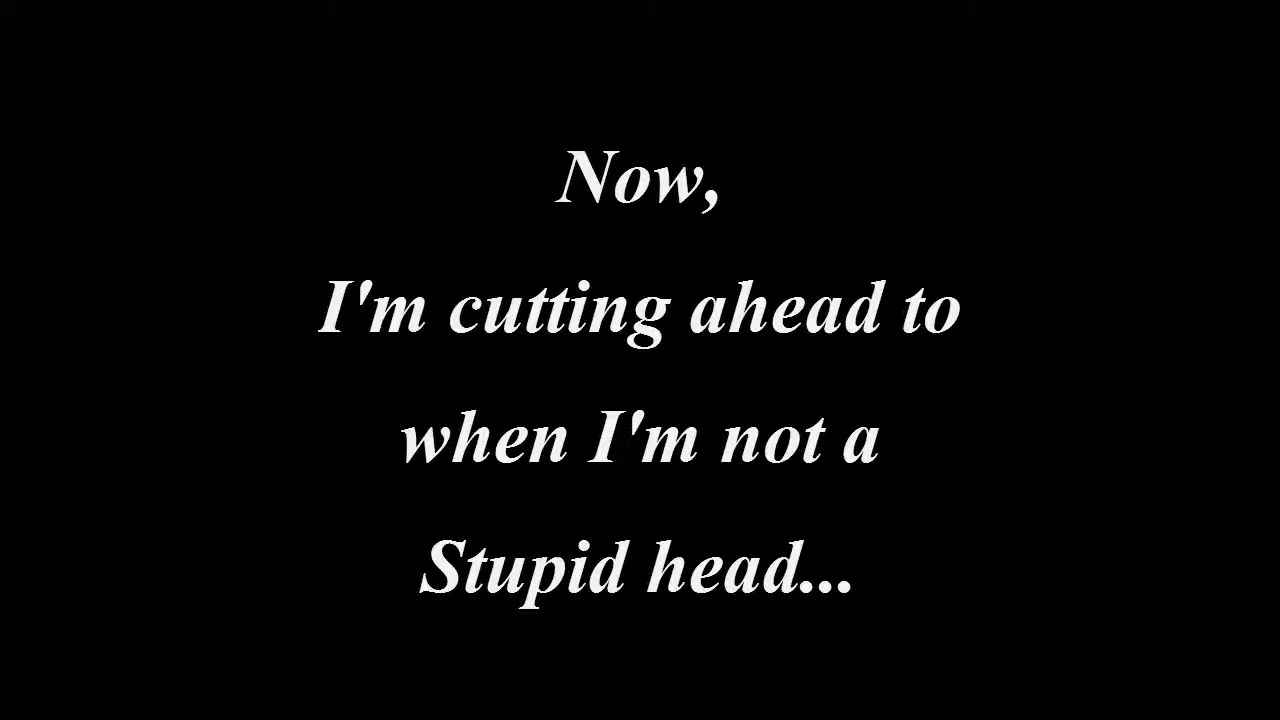 Now,
I'm cutting ahead to
when I'm not a
Stupid head...